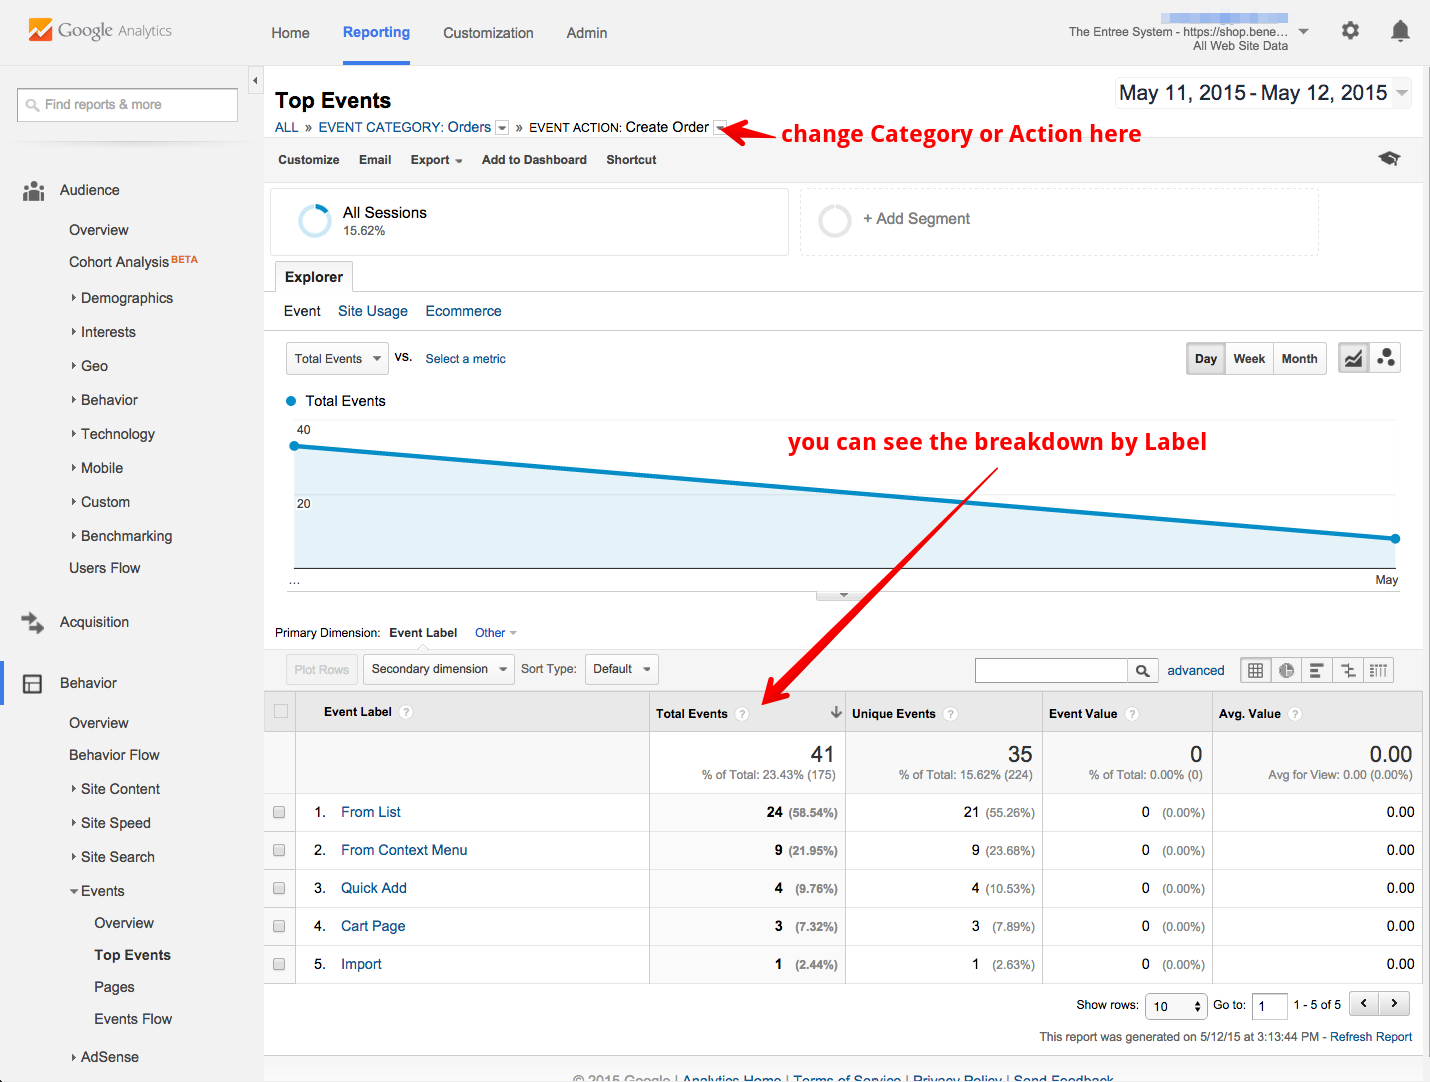 Google Analytics
Home Reporting Customization Admin
The Entree System - https://shop.bene...
All Web Site Data
Find reports & more
Top Events
May 11, 2015 - May 12, 2015
ALL » EVENT CATEGORY: Orders » EVENT ACTION: Create Order
change Category or Action here
Customize Email Export Add to Dashboard Shortcut
Audience
Overview
Cohort Analysis BETA
Demographics
Interests
Geo
Behavior
Technology
Mobile
Custom
Benchmarking
Users Flow
Acquisition
Behavior
Overview
Behavior Flow
Site Content
Site Speed
Site Search
Events
Overview
Top Events
Pages
Events Flow
AdSense
All Sessions
15.62%
+ Add Segment
Explorer
Event Site Usage Ecommerce
Total Events vs. Select a metric
Day Week Month
Total Events
40
you can see the breakdown by Label
20
... May
Primary Dimension: Event Label Other
Plot Rows Secondary dimension Sort Type: Default advanced
Event Label ? Total Events ? Unique Events ? Event Value ? Avg. Value ?
41 35 0 0.00
% of Total: 23.43% (175) % of Total: 15.62% (224) % of Total: 0.00% (0) Avg for View: 0.00 (0.00%)
1. From List 24 (58.54%) 21 (55.26%) 0 (0.00%) 0.00
2. From Context Menu 9 (21.95%) 9 (23.68%) 0 (0.00%) 0.00
3. Quick Add 4 (9.76%) 4 (10.53%) 0 (0.00%) 0.00
4. Cart Page 3 (7.32%) 3 (7.89%) 0 (0.00%) 0.00
5. Import 1 (2.44%) 1 (2.63%) 0 (0.00%) 0.00
Show rows: 10 Go to: 1 1 - 5 of 5
This report was generated on 5/12/15 at 3:13:44 PM - Refresh Report
© 2015 Google | Analytics Home | Terms of Service | Privacy Policy | Send Feedback